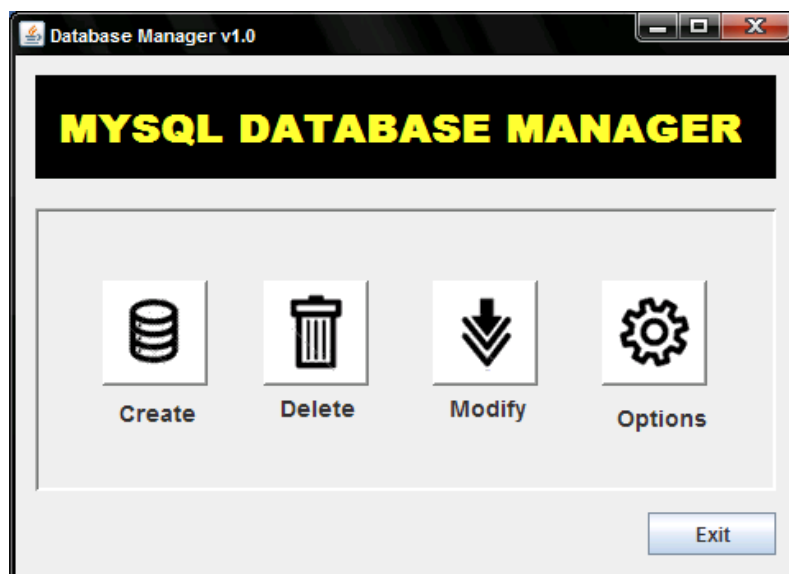 Database Manager v1.0
MYSQL DATABASE MANAGER
Create
Delete
Modify
Options
Exit